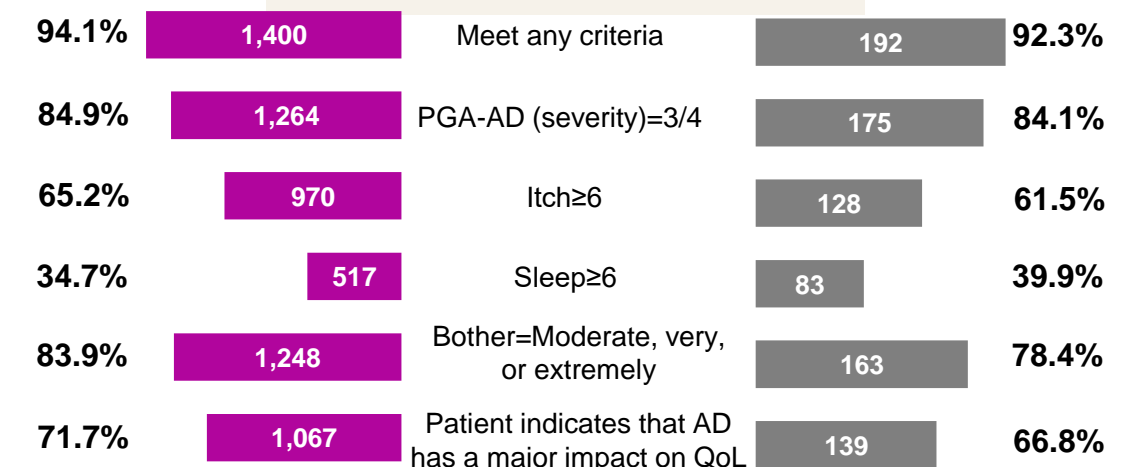 94.1% 1,400 Meet any criteria 192 92.3%
84.9% 1,264 PGA-AD (severity)=3/4 175 84.1%
65.2% 970 Itch≥6 128 61.5%
34.7% 517 Sleep≥6 83 39.9%
83.9% 1,248 Bother=Moderate, very, 163 78.4%
or extremely
71.7% 1,067 Patient indicates that AD 139 66.8%
has a major impact on QoL